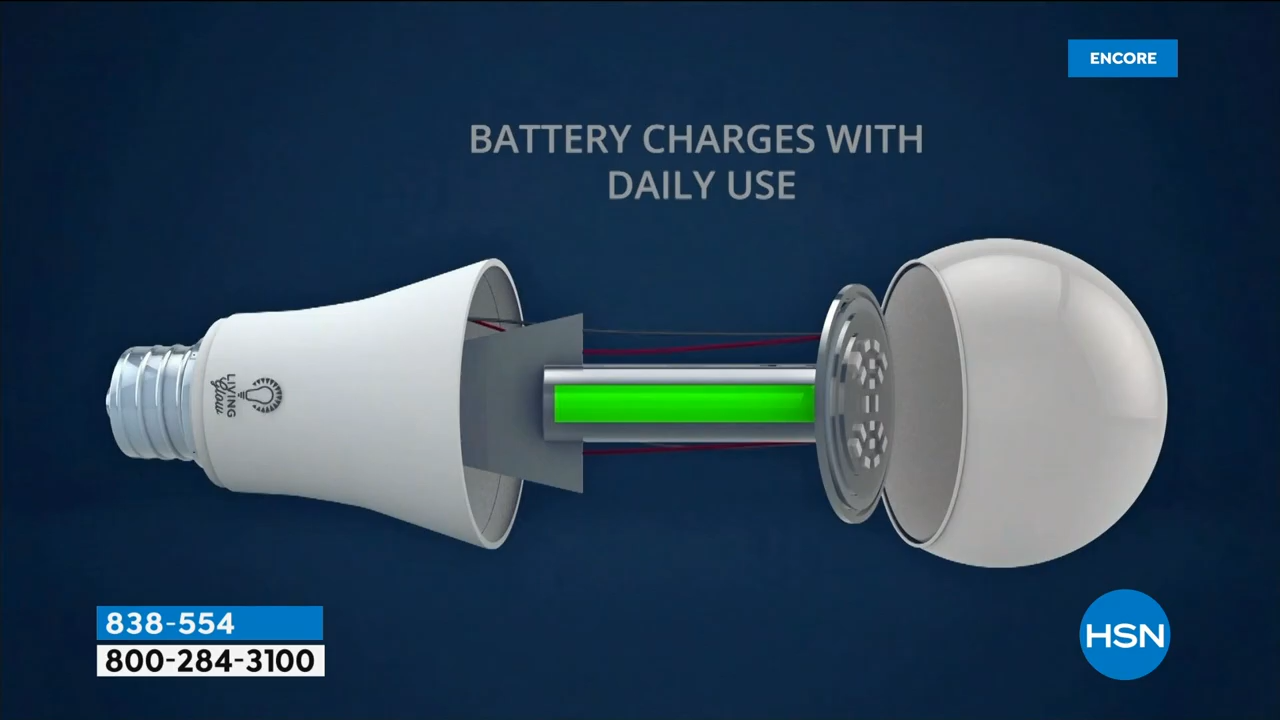 ENCORE
BATTERY CHARGES WITH
DAILY USE
LIVING
glow
838-554
800-284-3100
HSN